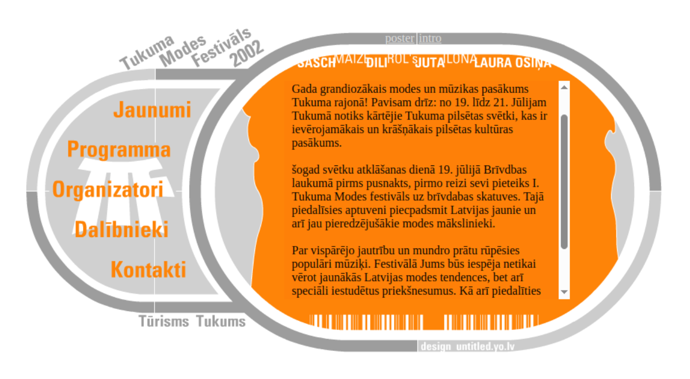 Tukuma
Modes
Festivāls
2002
poster intro
SASCH MAIZE DILI ROL's UUTA ILONA LAURA OSIŅA
Jaunumi
Programma
Organizatori
Dalībnieki
Kontakti
Gada grandiozākais modes un mūzikas pasākums
Tukuma rajonā! Pavisam drīz: no 19. līdz 21. Jūlijam
Tukumā notiks kārtējie Tukuma pilsētas svētki, kas ir
ievērojamākais un krāšņākais pilsētas kultūras
pasākums.
šogad svētku atklāšanas dienā 19. jūlijā Brīvdbas
laukumā pirms pusnakts, pirmo reizi sevi pieteiks I.
Tukuma Modes festivāls uz brīvdabas skatuves. Tajā
piedalīsies aptuveni piecpadsmit Latvijas jaunie un
arī jau pieredzējušākie modes mākslinieki.
Par vispārējo jautrību un mundro prātu rūpēsies
populāri mūziķi. Festivālā Jums būs iespēja netikai
vērot jaunākās Latvijas modes tendences, bet arī
speciāli iestudētus priekšnesumus. Kā arī piedalīties
Tūrisms Tukums
design untitled.yo.lv